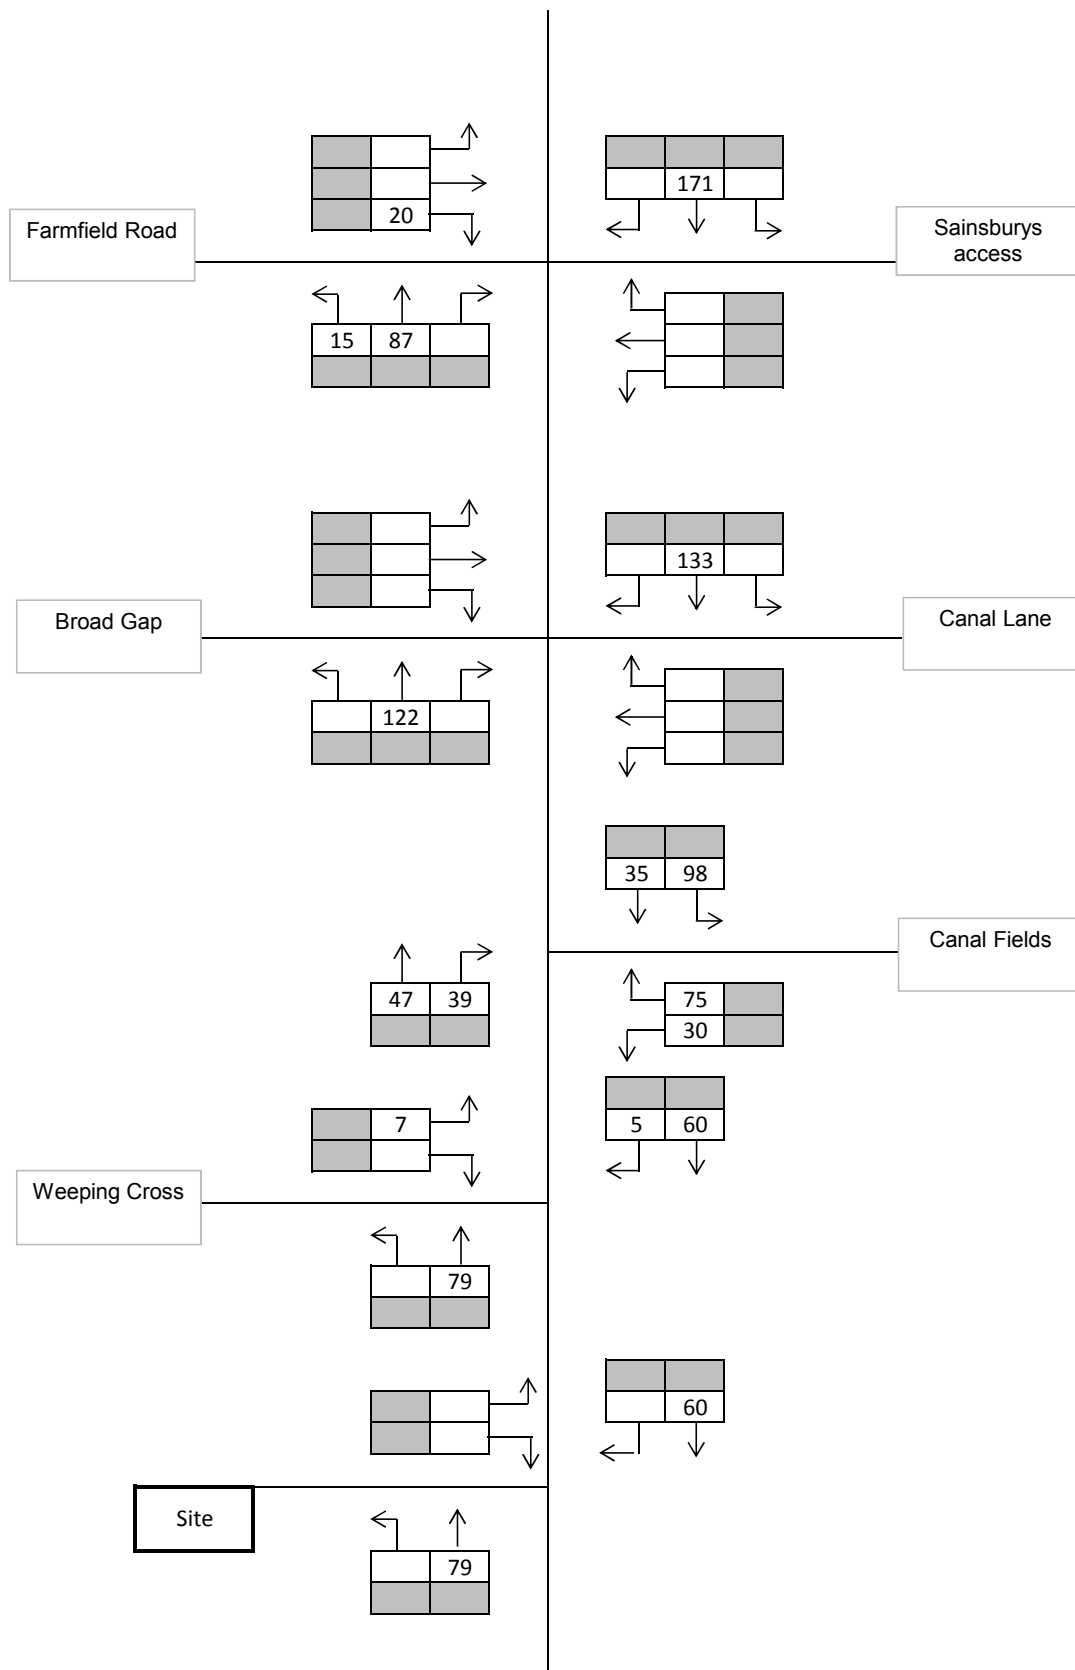 171
20
Farmfield Road
Sainsburys
access
15 87
133
Broad Gap
Canal Lane
122
35 98
Canal Fields
47 39
75
30
7
5 60
Weeping Cross
79
60
Site
79